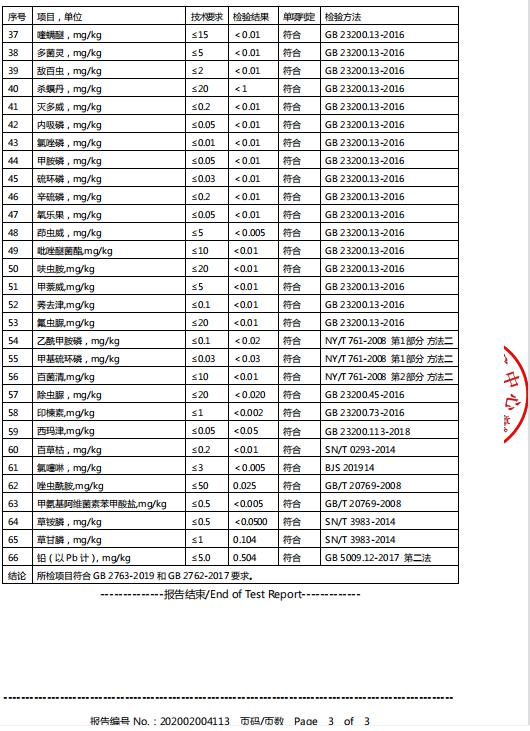 序号 项目，单位 技术要求 检验结果 单项判定 检验方法
37 喹螨醚，mg/kg ≤15 ＜0.01 符合 GB 23200.13-2016
38 多菌灵，mg/kg ≤5 ＜0.01 符合 GB 23200.13-2016
39 敌百虫，mg/kg ≤2 ＜0.01 符合 GB 23200.13-2016
40 杀螟丹，mg/kg ≤20 ＜1 符合 GB 23200.13-2016
41 灭多威，mg/kg ≤0.2 ＜0.01 符合 GB 23200.13-2016
42 内吸磷，mg/kg ≤0.05 ＜0.01 符合 GB 23200.13-2016
43 氯唑磷，mg/kg ≤0.01 ＜0.01 符合 GB 23200.13-2016
44 甲胺磷，mg/kg ≤0.05 ＜0.01 符合 GB 23200.13-2016
45 硫环磷，mg/kg ≤0.03 ＜0.01 符合 GB 23200.13-2016
46 辛硫磷，mg/kg ≤0.2 ＜0.01 符合 GB 23200.13-2016
47 氧乐果，mg/kg ≤0.05 ＜0.01 符合 GB 23200.13-2016
48 茚虫威，mg/kg ≤5 ＜0.005 符合 GB 23200.13-2016
49 吡唑醚菌酯,mg/kg ≤10 <0.01 符合 GB 23200.13-2016
50 呋虫胺,mg/kg ≤20 <0.01 符合 GB 23200.13-2016
51 甲萘威,mg/kg ≤5 <0.01 符合 GB 23200.13-2016
52 莠去津,mg/kg ≤0.1 <0.01 符合 GB 23200.13-2016
53 氟虫脲,mg/kg ≤20 <0.01 符合 GB 23200.13-2016
54 乙酰甲胺磷，mg/kg ≤0.1 ＜0.02 符合 NY/T 761-2008 第1部分 方法二
55 甲基硫环磷，mg/kg ≤0.03 ＜0.03 符合 NY/T 761-2008 第1部分 方法二
56 百菌清,mg/kg ≤10 <0.01 符合 NY/T 761-2008 第2部分 方法二
57 除虫脲，mg/kg ≤20 ＜0.020 符合 GB 23200.45-2016
58 印楝素,mg/kg ≤1 <0.002 符合 GB 23200.73-2016
59 西玛津,mg/kg ≤0.05 <0.05 符合 GB 23200.113-2018
60 百草枯，mg/kg ≤0.2 <0.01 符合 SN/T 0293-2014
61 氯噻啉，mg/kg ≤3 ＜0.005 符合 BJS 201914
62 唑虫酰胺,mg/kg ≤50 0.025 符合 GB/T 20769-2008
63 甲氨基阿维菌素苯甲酸盐,mg/kg ≤0.5 <0.005 符合 GB/T 20769-2008
64 草铵膦，mg/kg ≤0.5 <0.0500 符合 SN/T 3983-2014
65 草甘膦，mg/kg ≤1 0.104 符合 SN/T 3983-2014
66 铅（以Pb计），mg/kg ≤5.0 0.504 符合 GB 5009.12-2017 第二法
结论 所检项目符合 GB 2763-2019 和 GB 2762-2017 要求。
--------------报告结束/End of Test Report-------------
中心
报告编号 No.：202002004113 页码/页数 Page 3 of 3